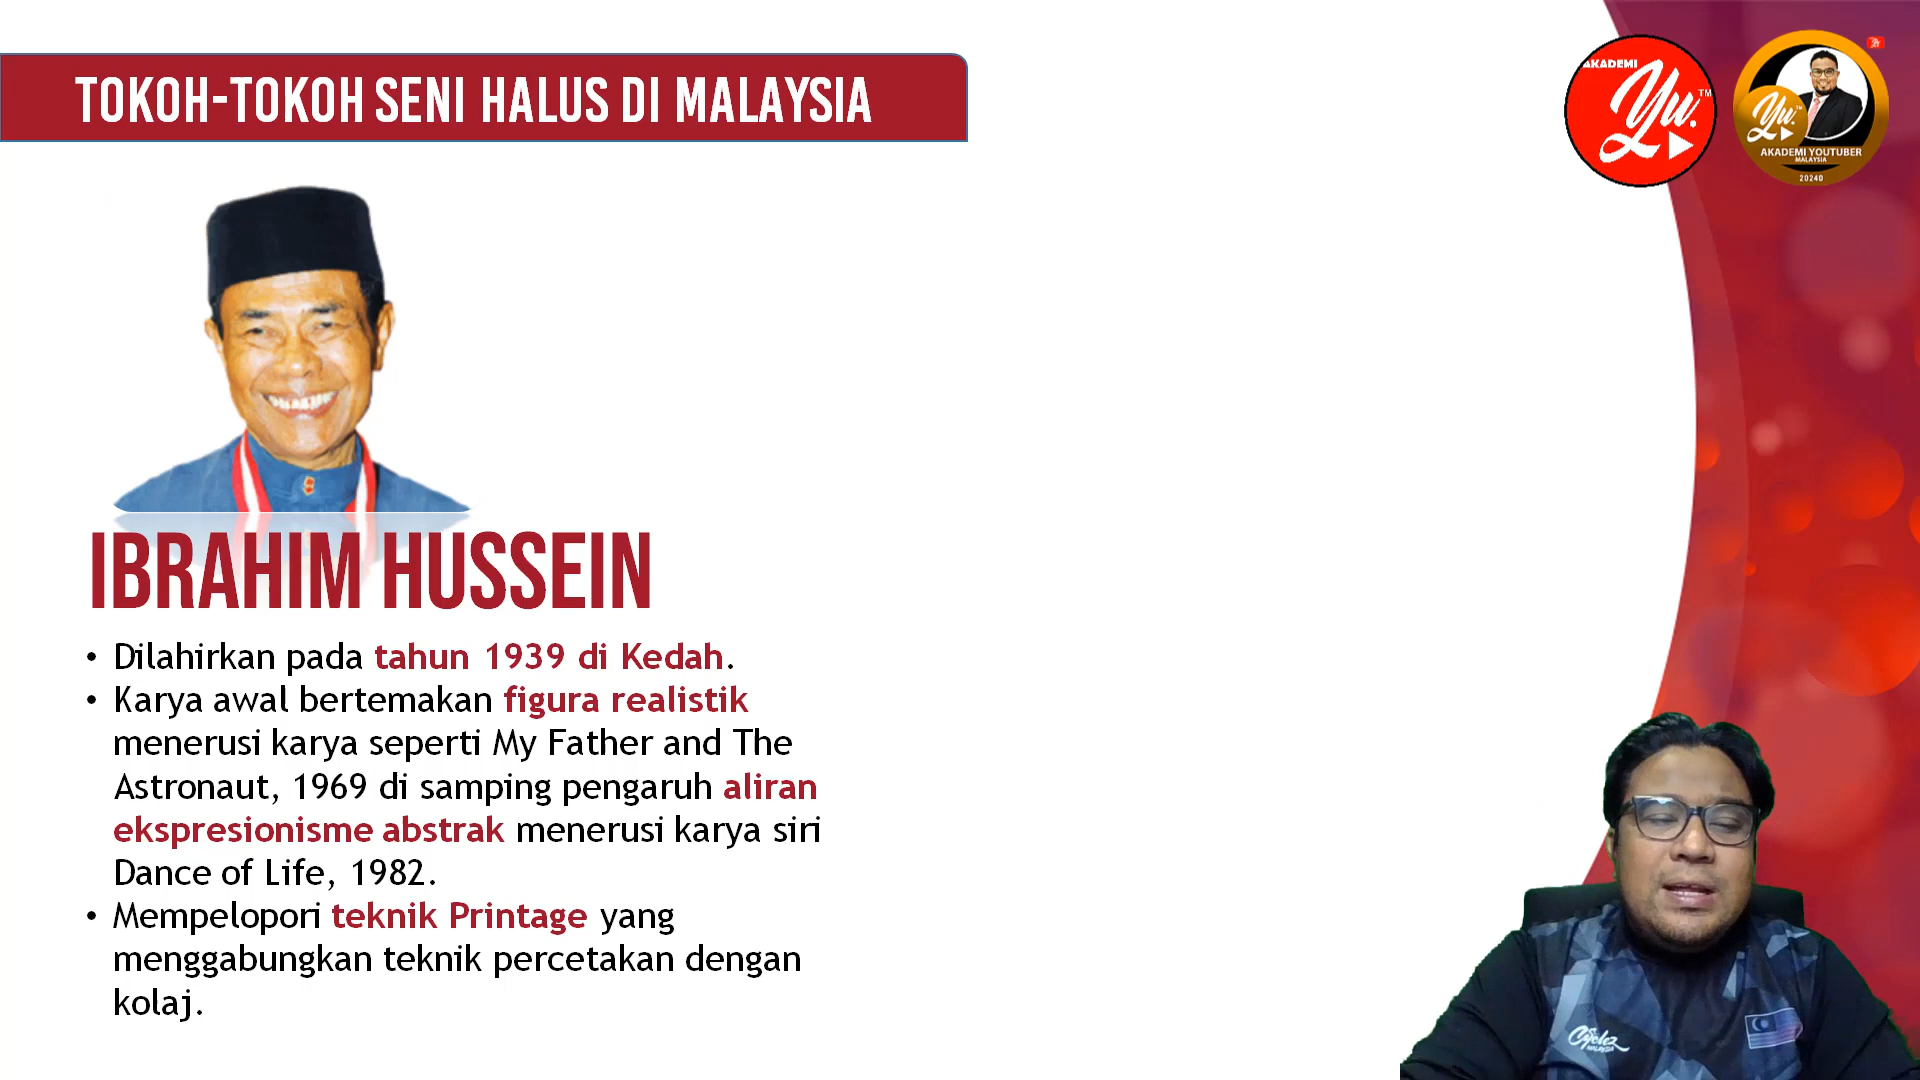 TOKOH-TOKOH SENI HALUS DI MALAYSIA
AKADEMI
Yu.
TM
Yu.
AKADEMI YOUTUBER
MALAYSIA
20240
IBRAHIM HUSSEIN
• Dilahirkan pada tahun 1939 di Kedah.
• Karya awal bertemakan figura realistik
menerusi karya seperti My Father and The
Astronaut, 1969 di samping pengaruh aliran
ekspresionisme abstrak menerusi karya siri
Dance of Life, 1982.
• Mempelopori teknik Printage yang
menggabungkan teknik percetakan dengan
kolaj.
MALAYSIA